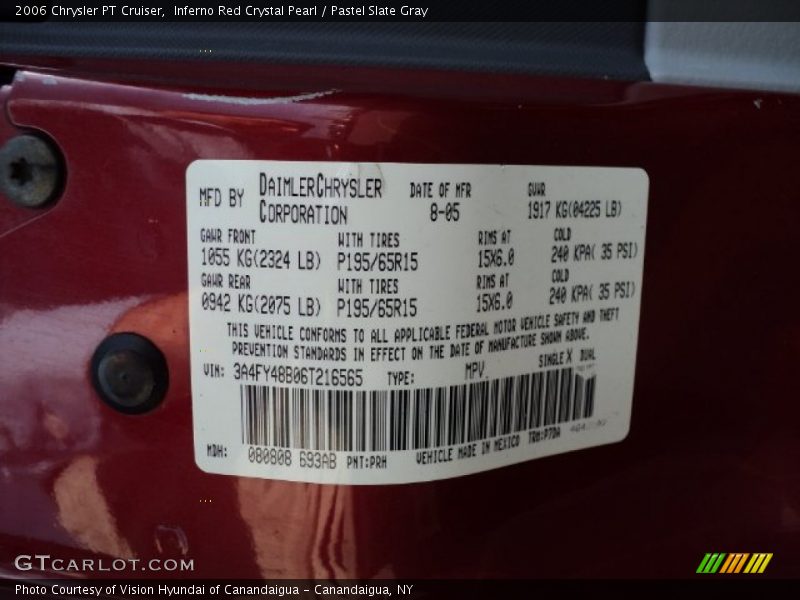 2006 Chrysler PT Cruiser,  Inferno Red Crystal Pearl / Pastel Slate Gray
MFD BY DAIMLERCHRYSLER CORPORATION DATE OF MFR 8-05 GVWR 1917 KG(04225 LB)
GAWR FRONT WITH TIRES RIMS AT COLD
1055 KG(2324 LB) P195/65R15 15X6.0 240 KPA( 35 PSI)
GAWR REAR WITH TIRES RIMS AT COLD
0942 KG(2075 LB) P195/65R15 15X6.0 240 KPA( 35 PSI)
THIS VEHICLE CONFORMS TO ALL APPLICABLE FEDERAL MOTOR VEHICLE SAFETY AND THEFT
PREVENTION STANDARDS IN EFFECT ON THE DATE OF MANUFACTURE SHOWN ABOVE.
VIN: 3A4FY48B06T216565 TYPE: MPV SINGLE X DUAL
MDH: 080808 693AB PNT:PRH VEHICLE MADE IN MEXICO TRM:P7DA
GTCARLOT.COM
Photo Courtesy of Vision Hyundai of Canandaigua - Canandaigua, NY